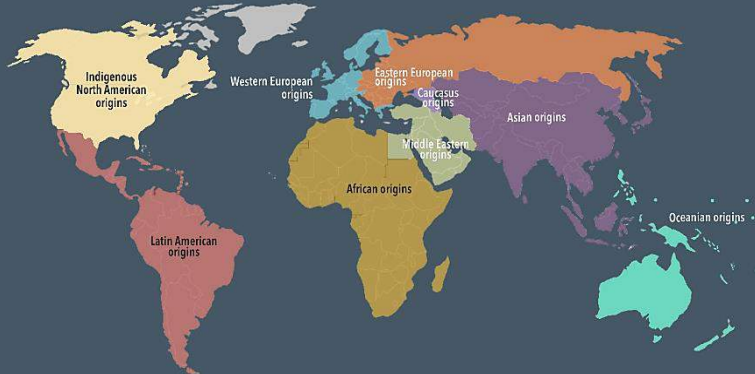 Indigenous
North American
origins
Western European
origins
Eastern European
origins
Caucasus
origins
Asian origins
Middle Eastern
origins
African origins
Oceanian origins
Latin American
origins